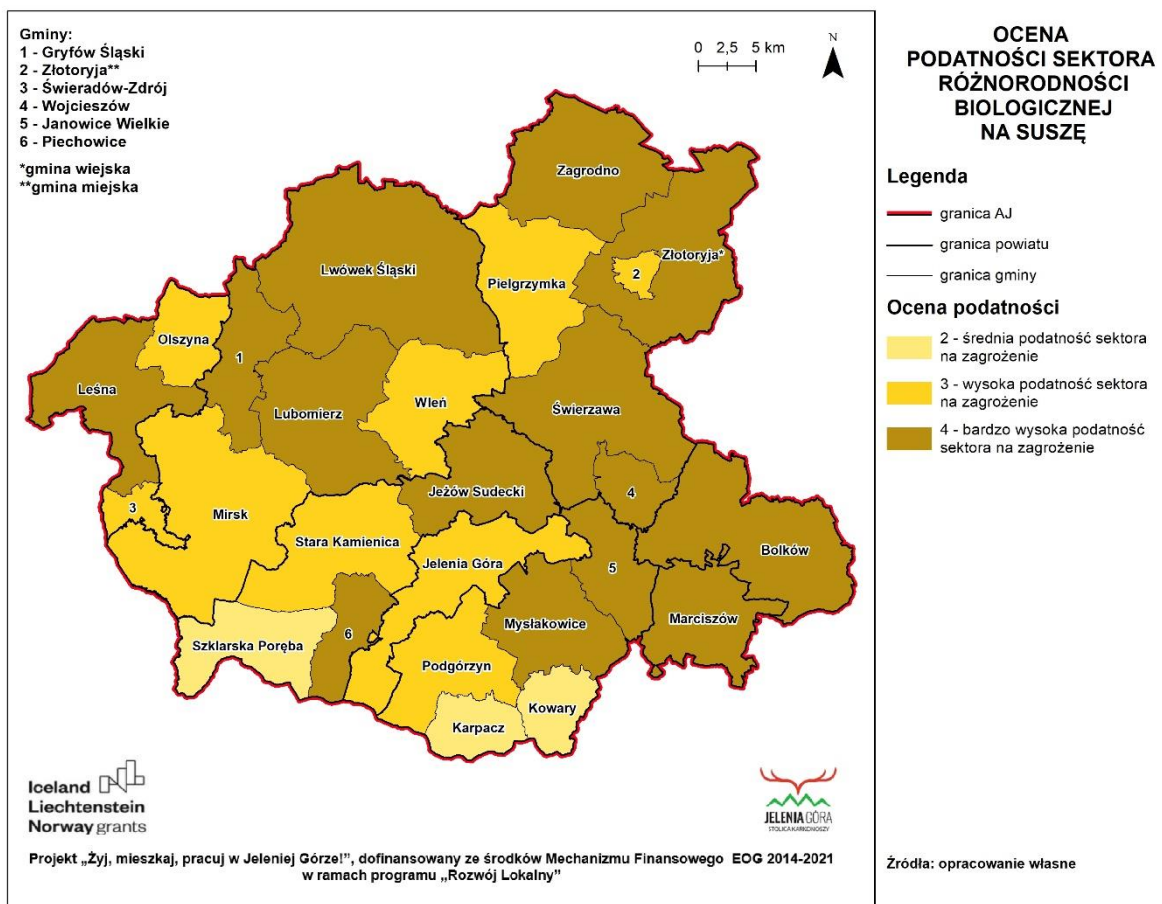 Gminy:
1 - Gryfów Śląski
2 - Złotoryja**
3 - Świeradów-Zdrój
4 - Wojcieszów
5 - Janowice Wielkie
6 - Piechowice
*gmina wiejska
**gmina miejska
0 2,5 5 km
N
Zagrodno
Złotoryja*
2
Lwówek Śląski
Pielgrzymka
Olszyna
1
Leśna
Lubomierz
Wleń
Świerzawa
Jeżów Sudecki
4
3
Mirsk
Stara Kamienica
Jelenia Góra
Bolków
5
Mysłakowice
Marciszów
6
Szklarska Poręba
Podgórzyn
Kowary
Karpacz
Iceland
Liechtenstein
Norway grants
JELENIA GÓRA
STOLICA KARKONOSZY
Projekt „Żyj, mieszkaj, pracuj w Jeleniej Górze!”, dofinansowany ze środków Mechanizmu Finansowego EOG 2014-2021
w ramach programu „Rozwój Lokalny”
OCENA
PODATNOŚCI SEKTORA
RÓŻNORODNOŚCI
BIOLOGICZNEJ
NA SUSZĘ
Legenda
granica AJ
granica powiatu
granica gminy
Ocena podatności
2 - średnia podatność sektora
na zagrożenie
3 - wysoka podatność sektora
na zagrożenie
4 - bardzo wysoka podatność
sektora na zagrożenie
Źródła: opracowanie własne